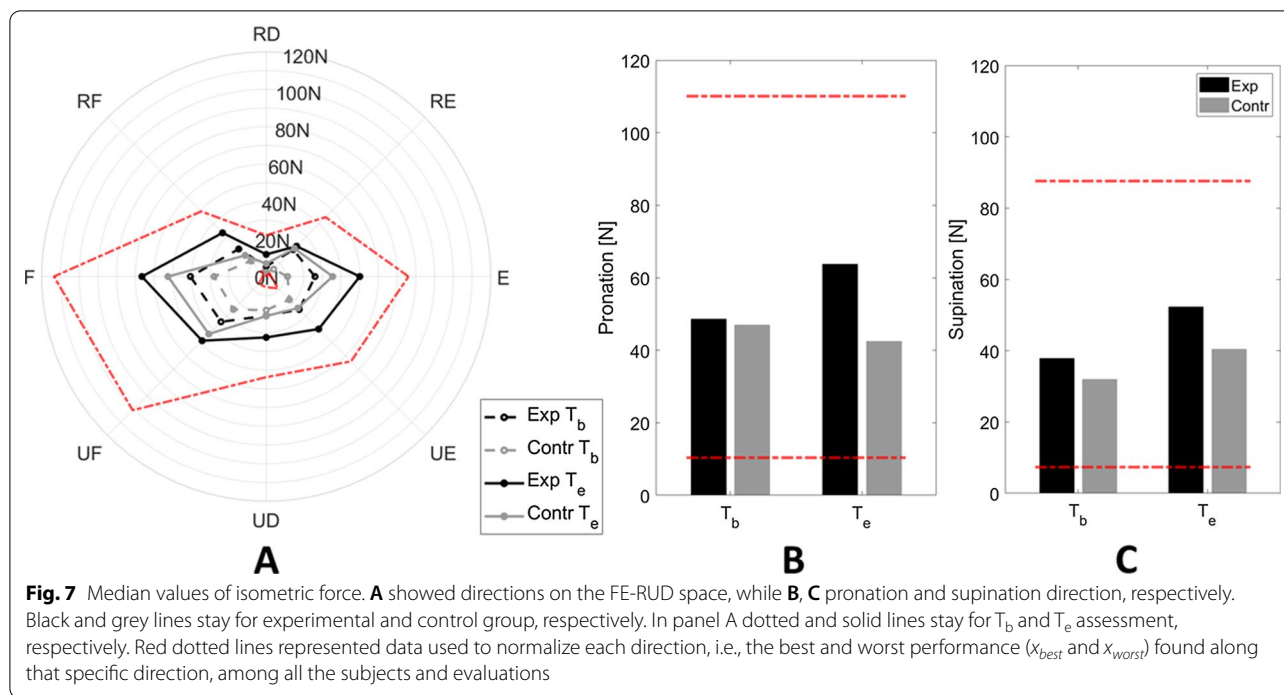 RD
120N
100N
80N
60N
40N
20N
0N
RF
RE
F
E
UF
UE
UD
Exp T_b
Contr T_b
Exp T_e
Contr T_e
A
Pronation [N]
120
100
80
60
40
20
0
T_b
T_e
B
Supination [N]
120
100
80
60
40
20
0
T_b
T_e
Exp
Contr
C
Fig. 7 Median values of isometric force. A showed directions on the FE-RUD space, while B, C pronation and supination direction, respectively.
Black and grey lines stay for experimental and control group, respectively. In panel A dotted and solid lines stay for T_b and T_e assessment,
respectively. Red dotted lines represented data used to normalize each direction, i.e., the best and worst performance (x_best and x_worst) found along
that specific direction, among all the subjects and evaluations